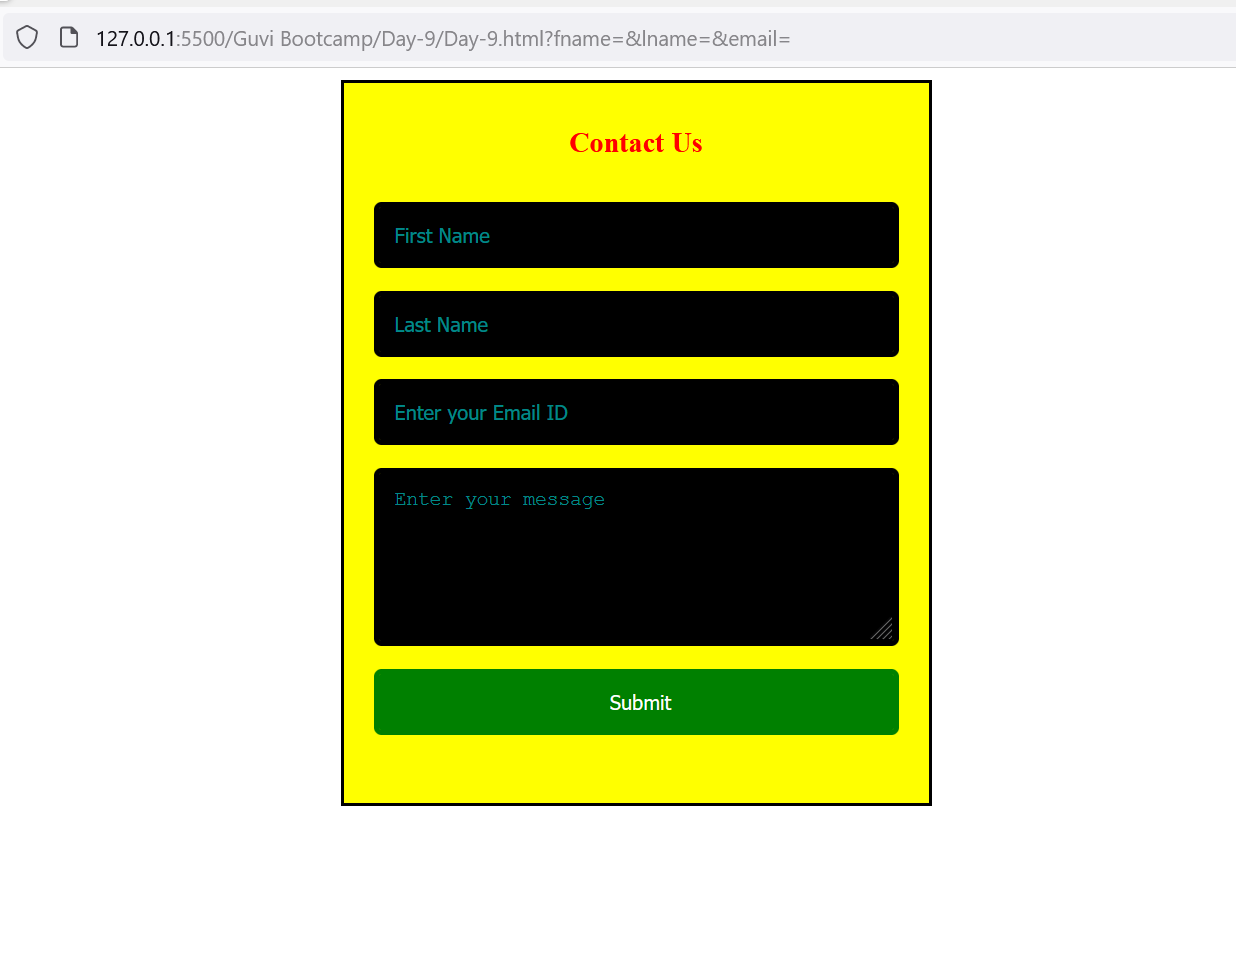 127.0.0.1:5500/Guvi Bootcamp/Day-9/Day-9.html?fname=&lname=&email=
Contact Us
First Name
Last Name
Enter your Email ID
Enter your message
Submit